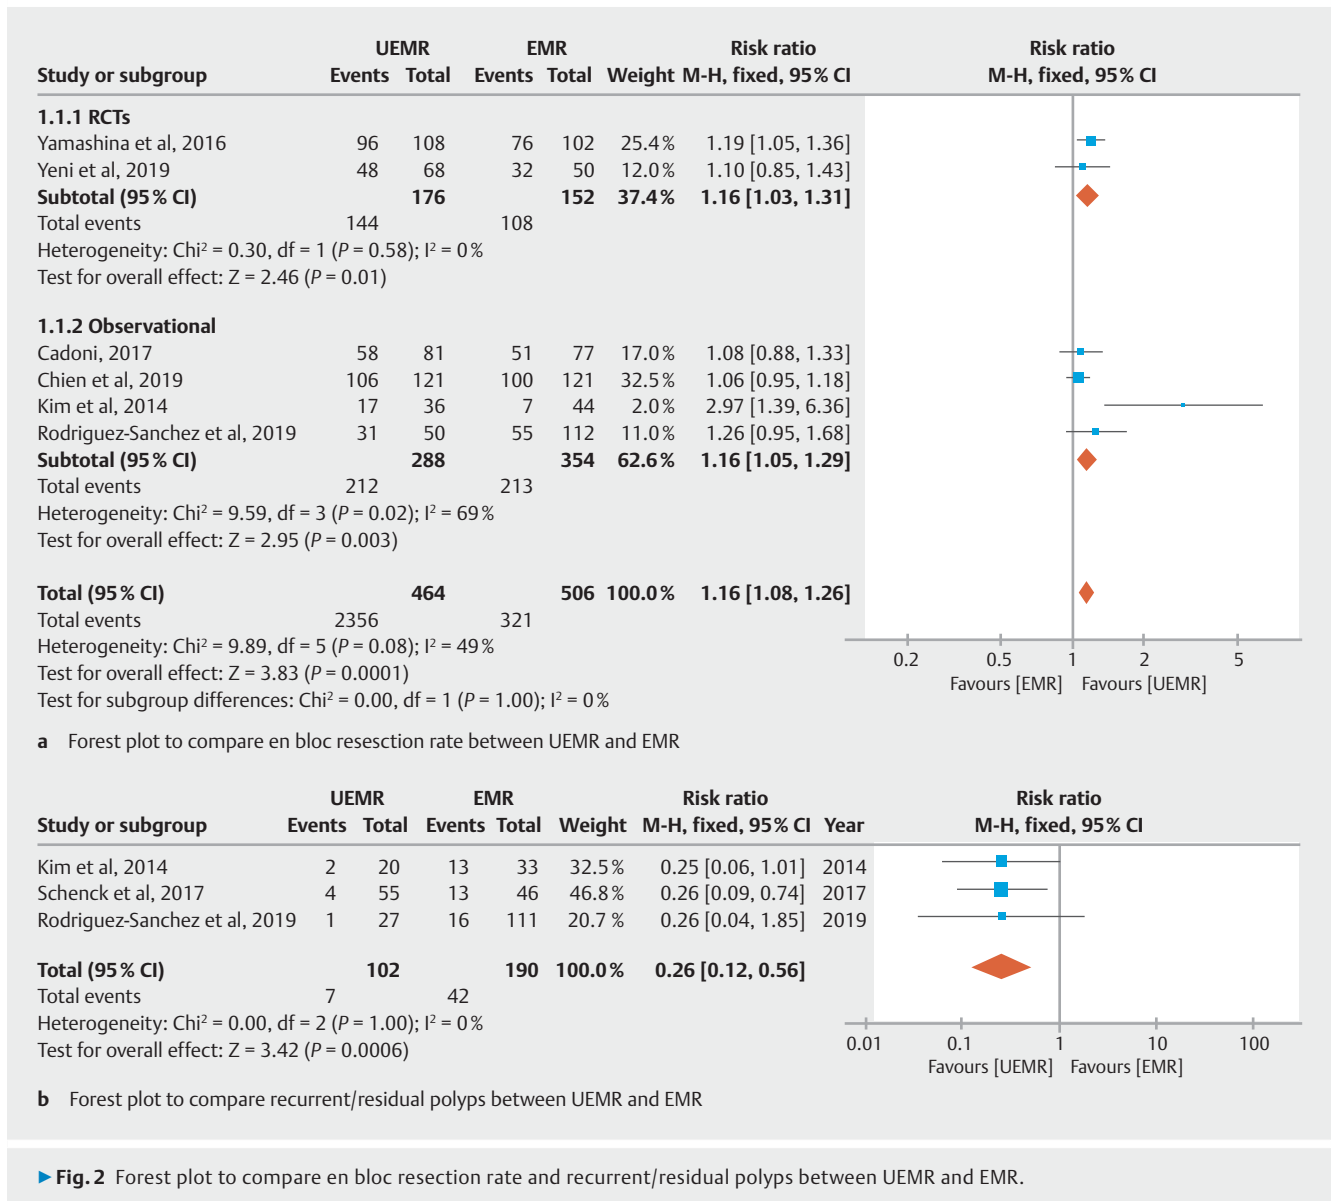 UEMR EMR Risk ratio Risk ratio
Study or subgroup Events Total Events Total Weight M-H, fixed, 95% CI M-H, fixed, 95% CI
1.1.1 RCTs
Yamashina et al, 2016 96 108 76 102 25.4% 1.19 [1.05, 1.36]
Yeni et al, 2019 48 68 32 50 12.0% 1.10 [0.85, 1.43]
Subtotal (95% CI) 176 152 37.4% 1.16 [1.03, 1.31]
Total events 144 108
Heterogeneity: Chi² = 0.30, df = 1 (P = 0.58); I² = 0%
Test for overall effect: Z = 2.46 (P = 0.01)
1.1.2 Observational
Cadoni, 2017 58 81 51 77 17.0% 1.08 [0.88, 1.33]
Chien et al, 2019 106 121 100 121 32.5% 1.06 [0.95, 1.18]
Kim et al, 2014 17 36 7 44 2.0% 2.97 [1.39, 6.36]
Rodriguez-Sanchez et al, 2019 31 50 55 112 11.0% 1.26 [0.95, 1.68]
Subtotal (95% CI) 288 354 62.6% 1.16 [1.05, 1.29]
Total events 212 213
Heterogeneity: Chi² = 9.59, df = 3 (P = 0.02); I² = 69%
Test for overall effect: Z = 2.95 (P = 0.003)
Total (95% CI) 464 506 100.0% 1.16 [1.08, 1.26]
Total events 2356 321
Heterogeneity: Chi² = 9.89, df = 5 (P = 0.08); I² = 49%
Test for overall effect: Z = 3.83 (P = 0.0001)
Test for subgroup differences: Chi² = 0.00, df = 1 (P = 1.00); I² = 0%
0.2 0.5 1 2 5
Favours [EMR] Favours [UEMR]
a Forest plot to compare en bloc resesction rate between UEMR and EMR
UEMR EMR Risk ratio Risk ratio
Study or subgroup Events Total Events Total Weight M-H, fixed, 95% CI Year M-H, fixed, 95% CI
Kim et al, 2014 2 20 13 33 32.5% 0.25 [0.06, 1.01] 2014
Schenck et al, 2017 4 55 13 46 46.8% 0.26 [0.09, 0.74] 2017
Rodriguez-Sanchez et al, 2019 1 27 16 111 20.7 % 0.26 [0.04, 1.85] 2019
Total (95% CI) 102 190 100.0% 0.26 [0.12, 0.56]
Total events 7 42
Heterogeneity: Chi² = 0.00, df = 2 (P = 1.00); I² = 0%
Test for overall effect: Z = 3.42 (P = 0.0006)
0.01 0.1 1 10 100
Favours [UEMR] Favours [EMR]
b Forest plot to compare recurrent/residual polyps between UEMR and EMR
▶ Fig. 2 Forest plot to compare en bloc resection rate and recurrent/residual polyps between UEMR and EMR.